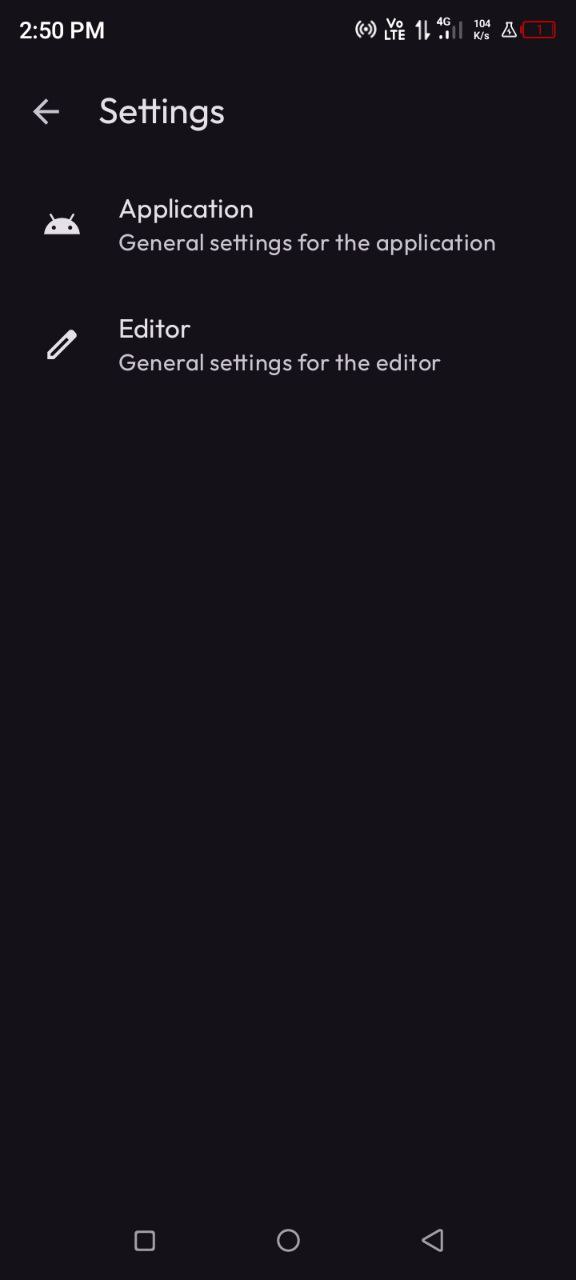 2:50 PM
Vo
LTE
4G
104
K/s
1
Settings
Application
General settings for the application
Editor
General settings for the editor